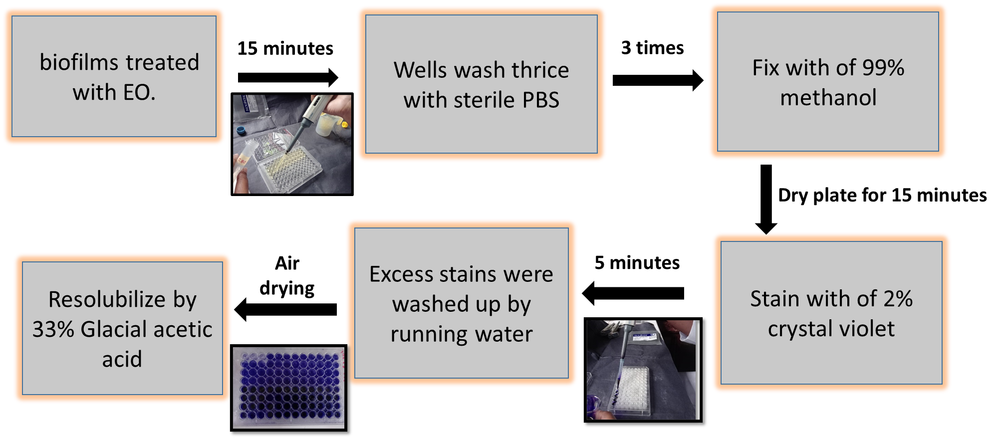 biofilms treated
with EO.
15 minutes
Wells wash thrice
with sterile PBS
3 times
Fix with of 99%
methanol
Dry plate for 15 minutes
Stain with of 2%
crystal violet
5 minutes
Excess stains were
washed up by
running water
Air
drying
Resolubilize by
33% Glacial acetic
acid